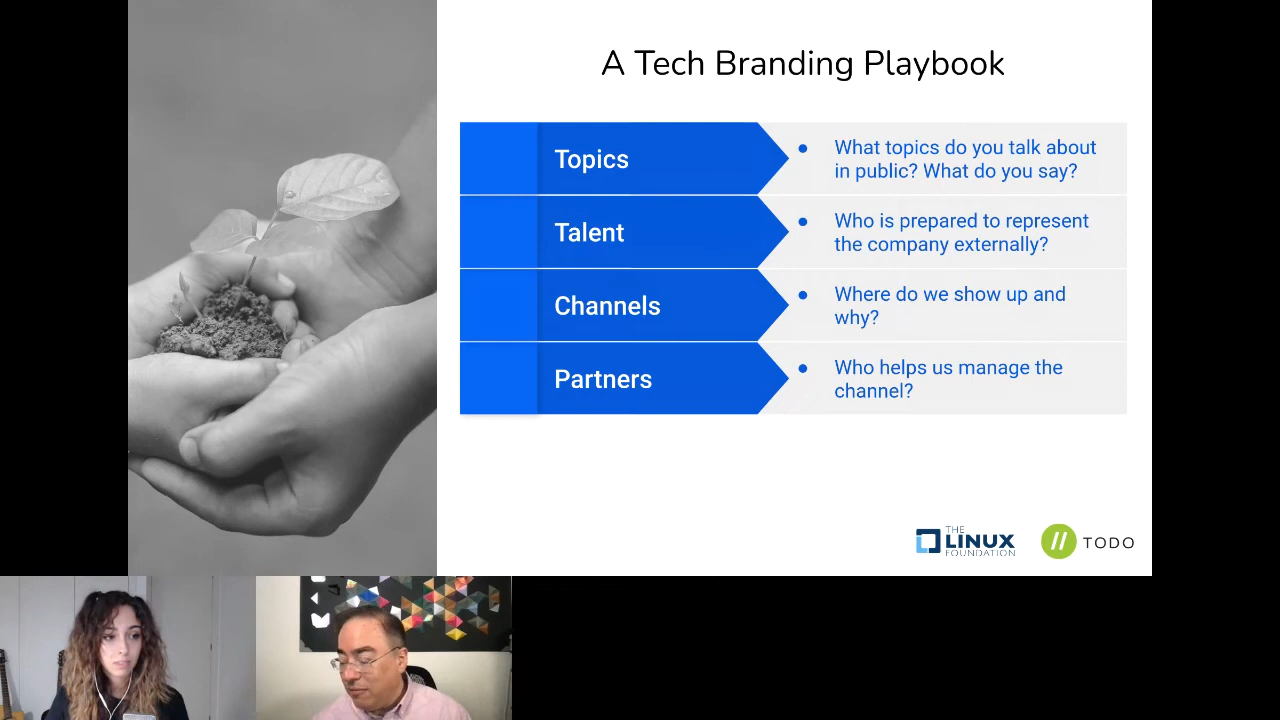 A Tech Branding Playbook
Topics
What topics do you talk about
in public? What do you say?
Talent
Who is prepared to represent
the company externally?
Channels
Where do we show up and
why?
Partners
Who helps us manage the
channel?
THE
LINUX
FOUNDATION
TODO